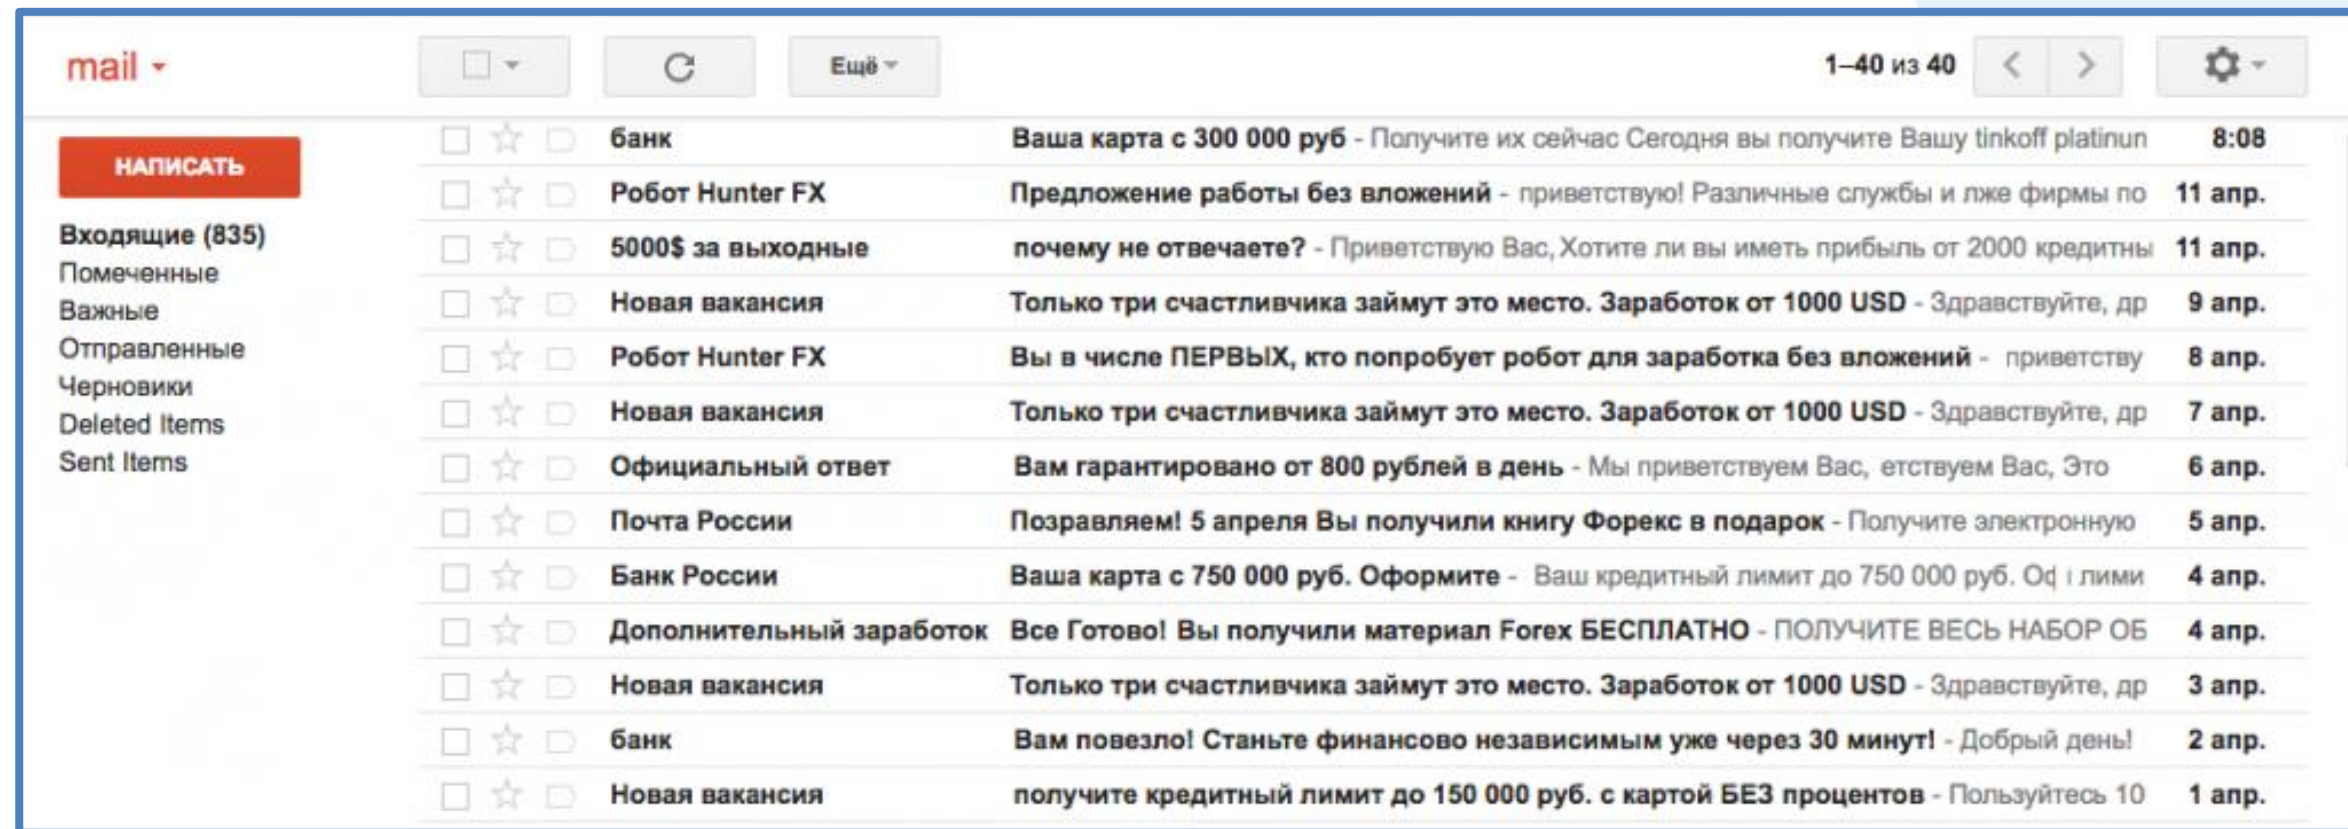 mail
Ещё
1–40 из 40
НАПИСАТЬ
Входящие (835)
Помеченные
Важные
Отправленные
Черновики
Deleted Items
Sent Items
банк Ваша карта с 300 000 руб - Получите их сейчас Сегодня вы получите Вашу tinkoff platinun 8:08
Робот Hunter FX Предложение работы без вложений - приветствую! Различные службы и лже фирмы по 11 апр.
5000$ за выходные почему не отвечаете? - Приветствую Вас, Хотите ли вы иметь прибыль от 2000 кредитны 11 апр.
Новая вакансия Только три счастливчика займут это место. Заработок от 1000 USD - Здравствуйте, др 9 апр.
Робот Hunter FX Вы в числе ПЕРВЫХ, кто попробует робот для заработка без вложений - приветству 8 апр.
Новая вакансия Только три счастливчика займут это место. Заработок от 1000 USD - Здравствуйте, др 7 апр.
Официальный ответ Вам гарантировано от 800 рублей в день - Мы приветствуем Вас, етствуем Вас, Это 6 апр.
Почта России Позравляем! 5 апреля Вы получили книгу Форекс в подарок - Получите электронную 5 апр.
Банк России Ваша карта с 750 000 руб. Оформите - Ваш кредитный лимит до 750 000 руб. лими 4 апр.
Дополнительный заработок Все Готово! Вы получили материал Forex БЕСПЛАТНО - ПОЛУЧИТЕ ВЕСЬ НАБОР ОБ 4 апр.
Новая вакансия Только три счастливчика займут это место. Заработок от 1000 USD - Здравствуйте, др 3 апр.
банк Вам повезло! Станьте финансово независимым уже через 30 минут! - Добрый день! 2 апр.
Новая вакансия получите кредитный лимит до 150 000 руб. с картой БЕЗ процентов - Пользуйтесь 10 1 апр.